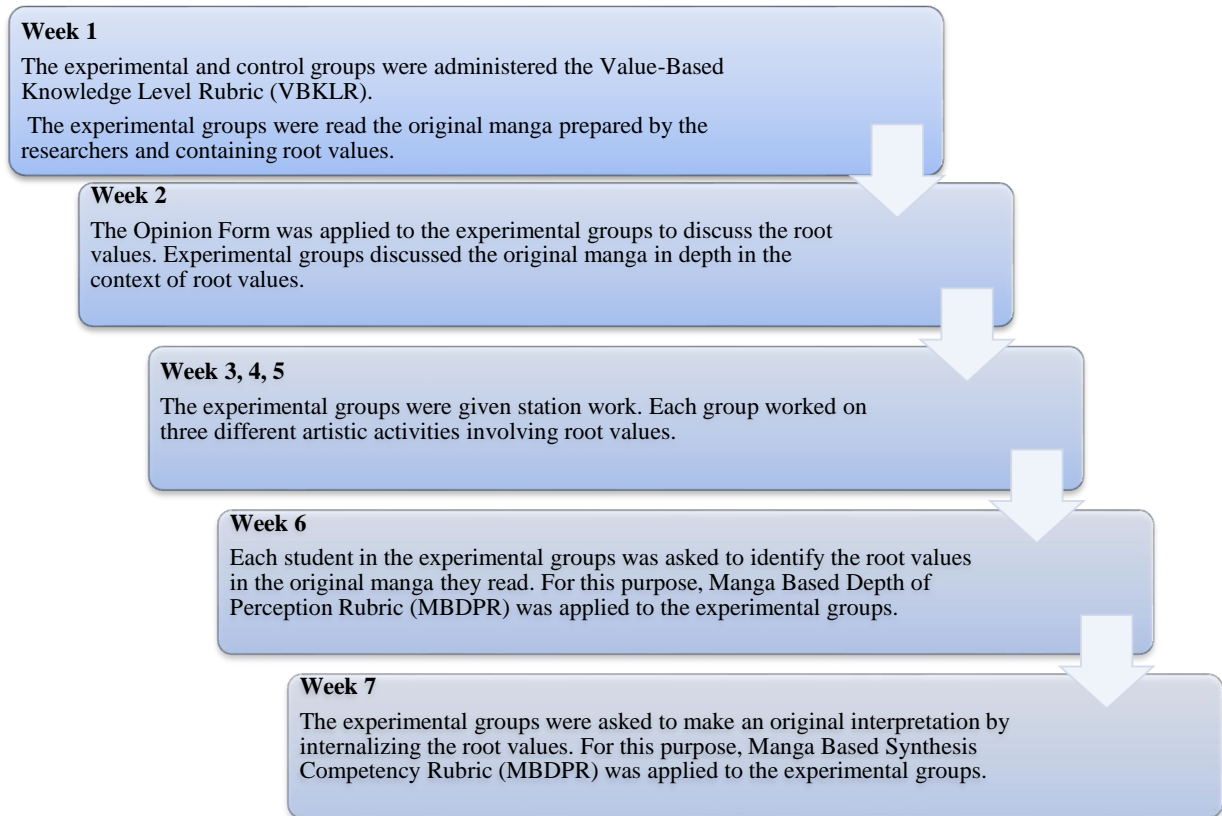 Week 1
The experimental and control groups were administered the Value-Based
Knowledge Level Rubric (VBKLR).
The experimental groups were read the original manga prepared by the
researchers and containing root values.
Week 2
The Opinion Form was applied to the experimental groups to discuss the root
values. Experimental groups discussed the original manga in depth in the
context of root values.
Week 3, 4, 5
The experimental groups were given station work. Each group worked on
three different artistic activities involving root values.
Week 6
Each student in the experimental groups was asked to identify the root values
in the original manga they read. For this purpose, Manga Based Depth of
Perception Rubric (MBDPR) was applied to the experimental groups.
Week 7
The experimental groups were asked to make an original interpretation by
internalizing the root values. For this purpose, Manga Based Synthesis
Competency Rubric (MBDPR) was applied to the experimental groups.